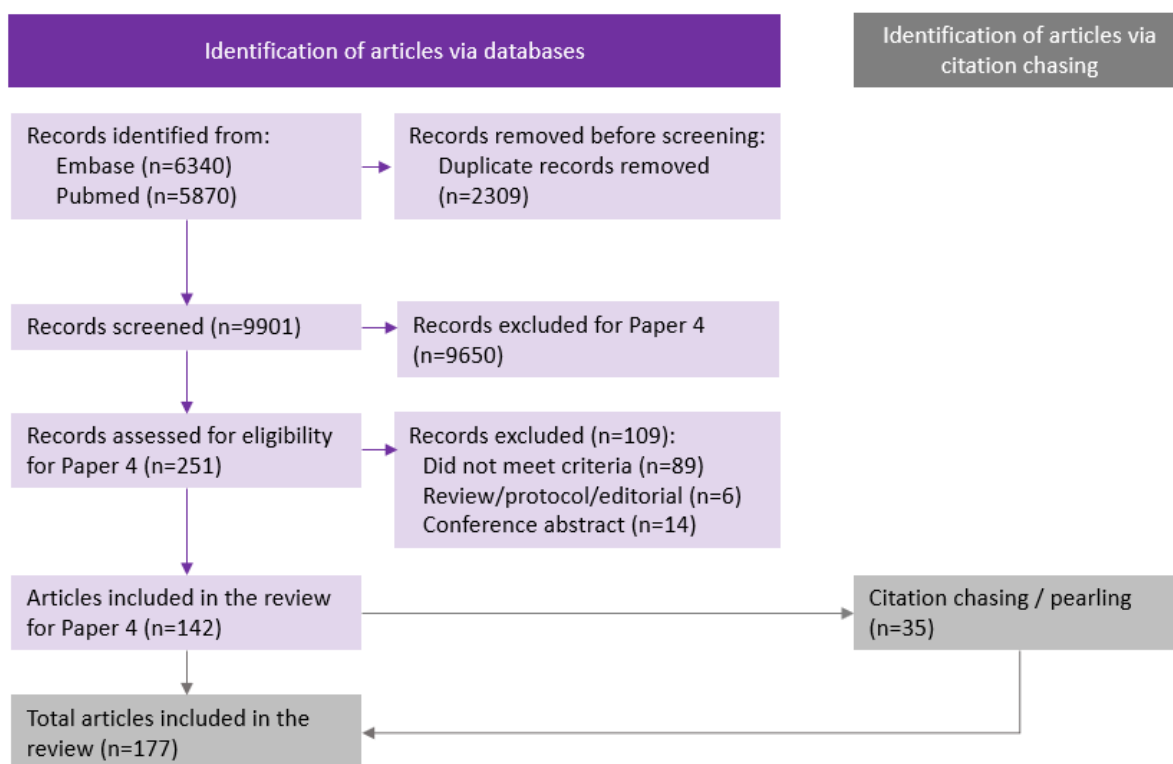 Identification of articles via databases
Identification of articles via
citation chasing
Records identified from:
Embase (n=6340)
Pubmed (n=5870)
Records removed before screening:
Duplicate records removed
(n=2309)
Records screened (n=9901)
Records excluded for Paper 4
(n=9650)
Records assessed for eligibility
for Paper 4 (n=251)
Records excluded (n=109):
Did not meet criteria (n=89)
Review/protocol/editorial (n=6)
Conference abstract (n=14)
Articles included in the review
for Paper 4 (n=142)
Citation chasing / pearling
(n=35)
Total articles included in the
review (n=177)